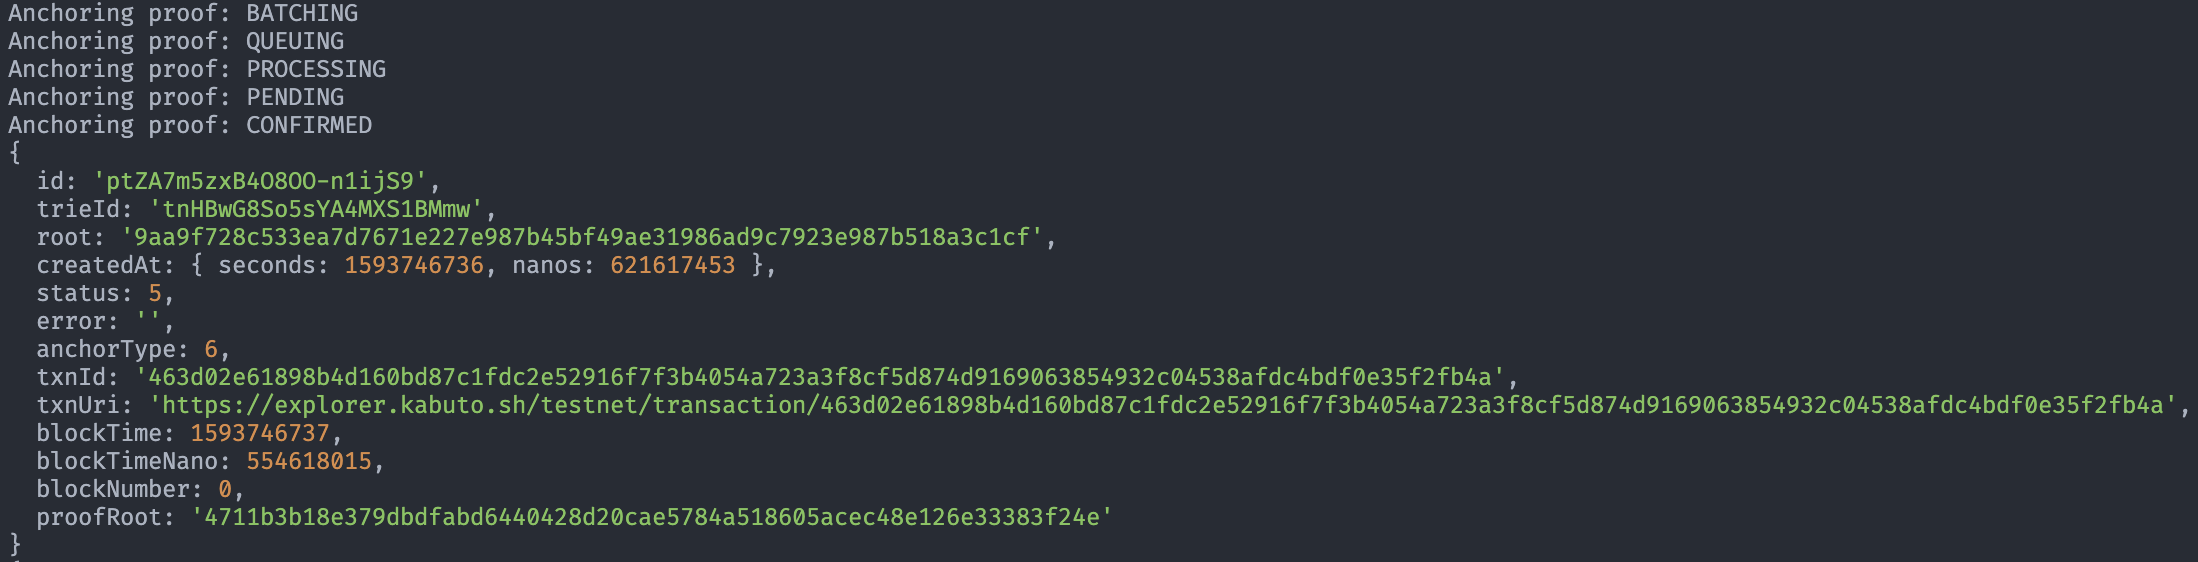 Anchoring proof: BATCHING
Anchoring proof: QUEUING
Anchoring proof: PROCESSING
Anchoring proof: PENDING
Anchoring proof: CONFIRMED
{
  id: 'ptZA7m5zxB4O8OO-n1ijS9',
  trieId: 'tnHBwG8So5sYA4MXS1BMmw',
  root: '9aa9f728c533ea7d7671e227e987b45bf49ae31986ad9c7923e987b518a3c1cf',
  createdAt: { seconds: 1593746736, nanos: 621617453 },
  status: 5,
  error: '',
  anchorType: 6,
  txnId: '463d02e61898b4d160bd87c1fdc2e52916f7f3b4054a723a3f8cf5d874d9169063854932c04538afdc4bdf0e35f2fb4a',
  txnUri: 'https://explorer.kabuto.sh/testnet/transaction/463d02e61898b4d160bd87c1fdc2e52916f7f3b4054a723a3f8cf5d874d9169063854932c04538afdc4bdf0e35f2fb4a',
  blockTime: 1593746737,
  blockTimeNano: 554618015,
  blockNumber: 0,
  proofRoot: '4711b3b18e379dbdfabd6440428d20cae5784a518605acec48e126e33383f24e'
}